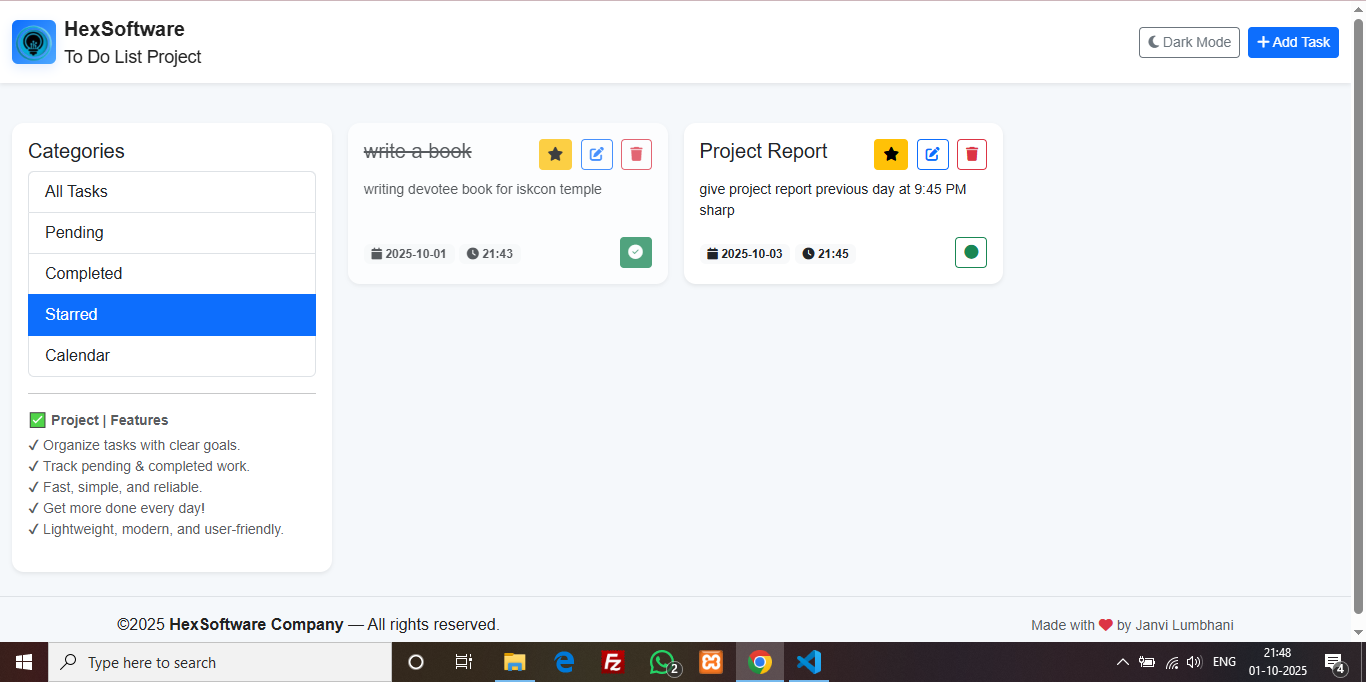 HexSoftware
To Do List Project
Dark Mode
Add Task
Categories
All Tasks
Pending
Completed
Starred
Calendar
✅ Project | Features
✓ Organize tasks with clear goals.
✓ Track pending & completed work.
✓ Fast, simple, and reliable.
✓ Get more done every day!
✓ Lightweight, modern, and user-friendly.
write a book
writing devotee book for iskcon temple
2025-10-01 21:43
Project Report
give project report previous day at 9:45 PM
sharp
2025-10-03 21:45
©2025 HexSoftware Company — All rights reserved.
Made with ❤ by Janvi Lumbhani
Type here to search
Fz
2
ENG
21:48
01-10-2025
4